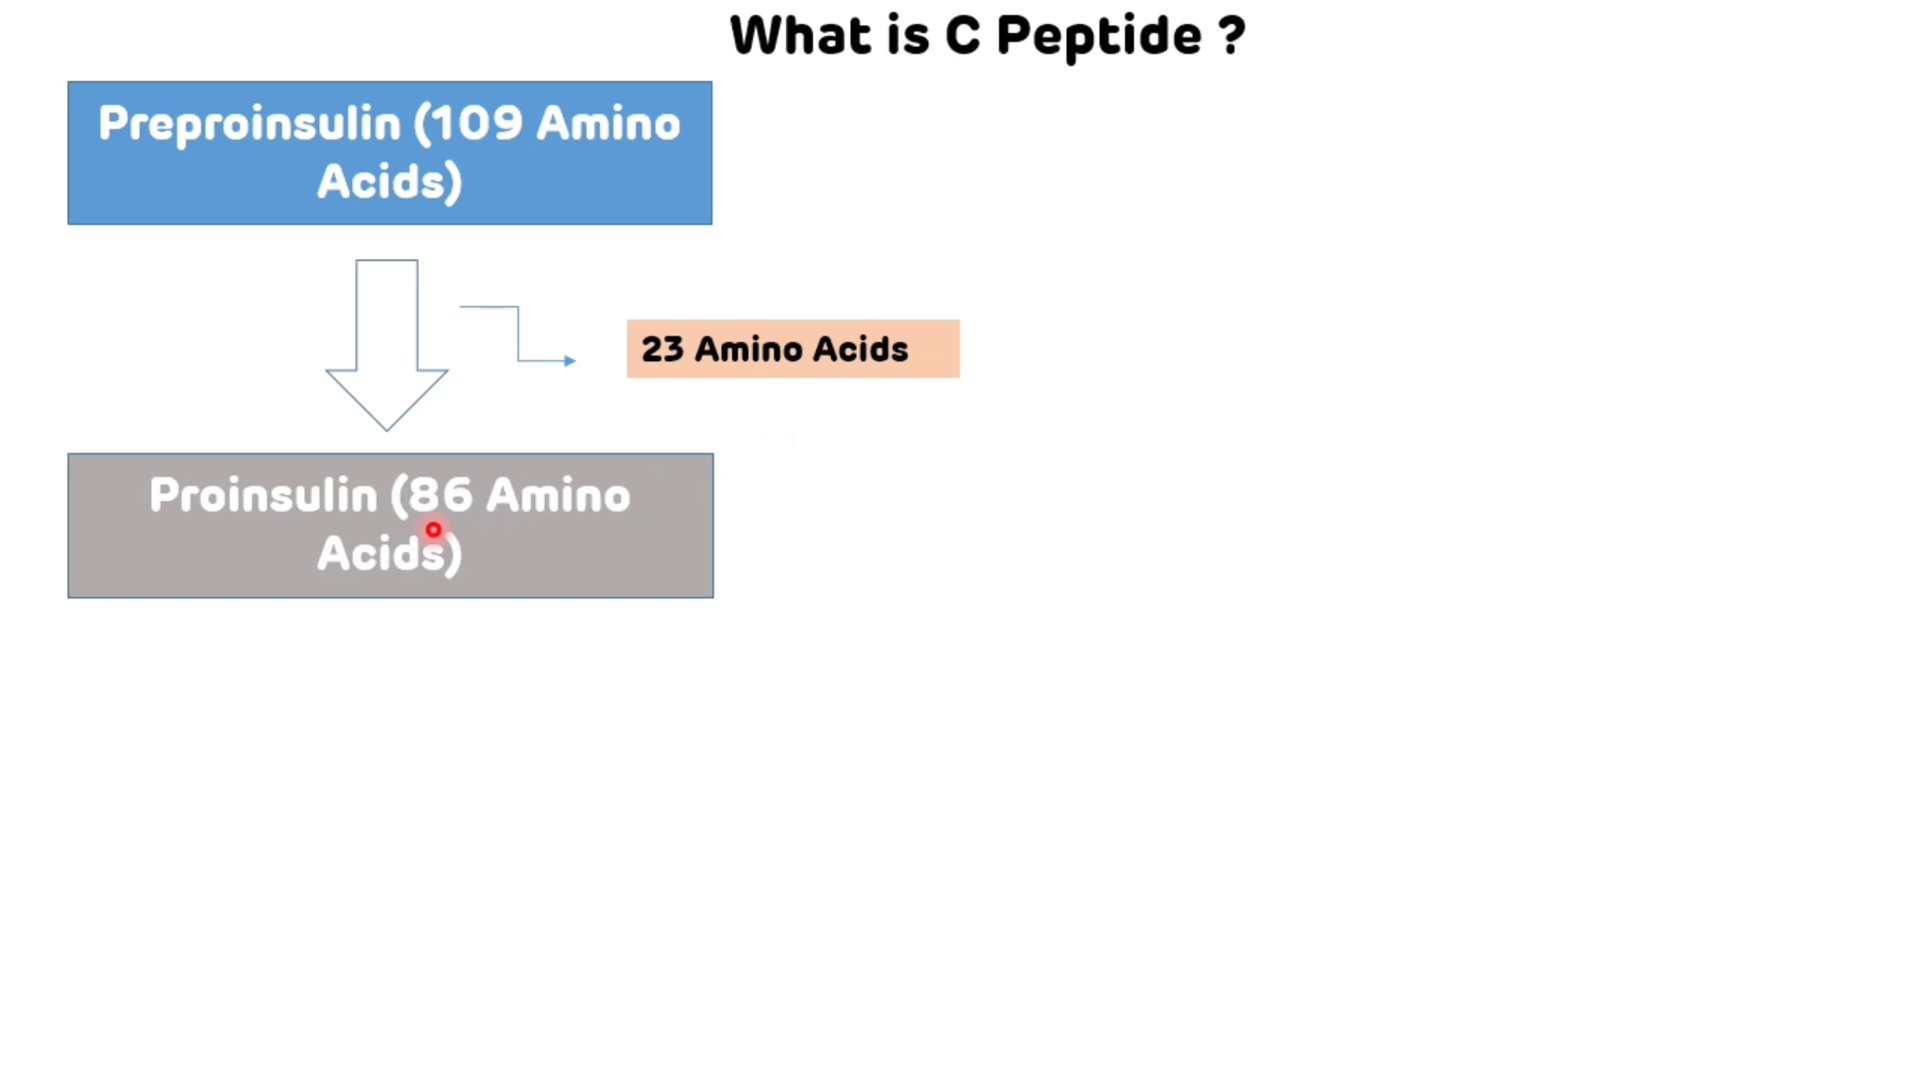 What is C Peptide ?
Preproinsulin (109 Amino
Acids)
23 Amino Acids
Proinsulin (86 Amino
Acids)